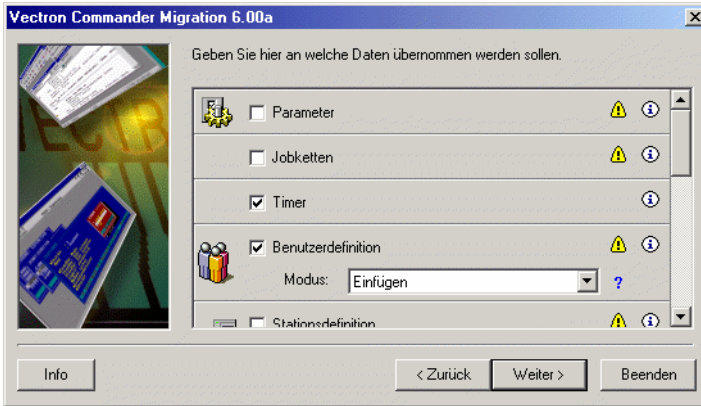 Vectron Commander Migration 6.00a
Geben Sie hier an welche Daten übernommen werden sollen.
Parameter
Jobketten
Timer
Benutzerdefinition
Modus: Einfügen ?
Stationsdefinition
Info < Zurück Weiter > Beenden